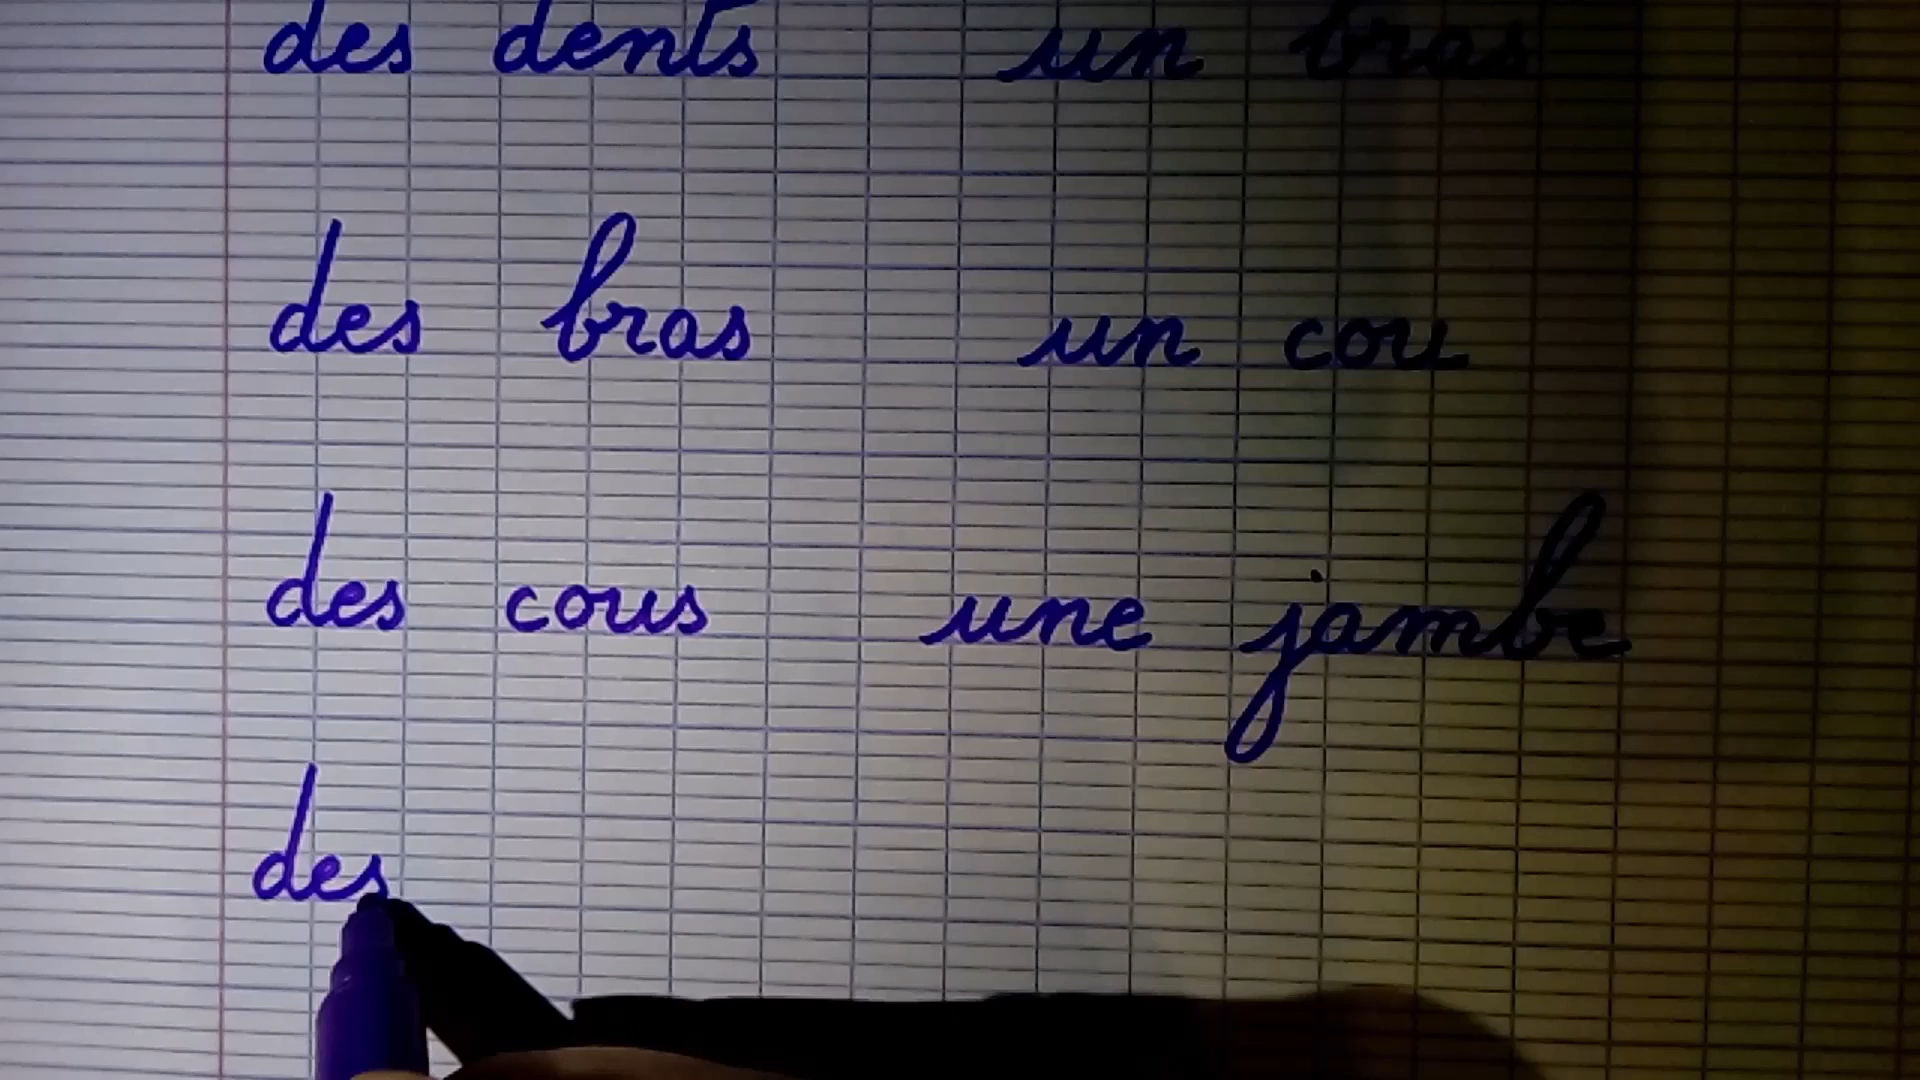 des dents un bras
des bras un cou
des cous une jambe
des